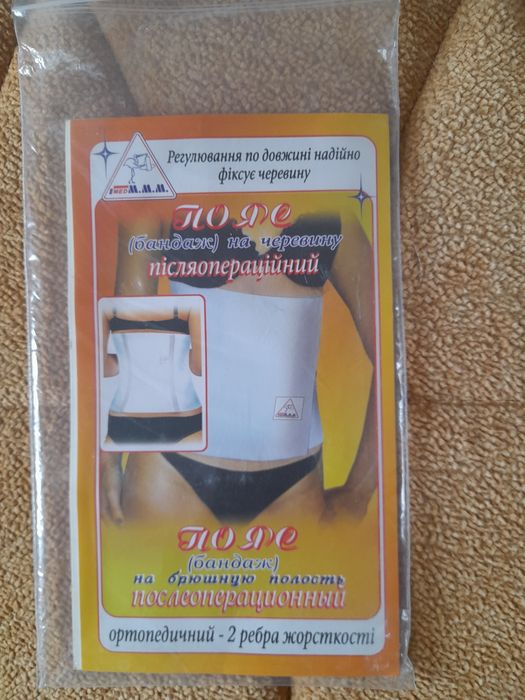 Регулювання по довжині надійно
фіксує черевину
М.М.М.
ПОЯС
(бандаж) на черевину
післяопераційний
ПОЯС
(бандаж)
на брюшную полость
послеоперационный
ортопедичний - 2 ребра жорсткості